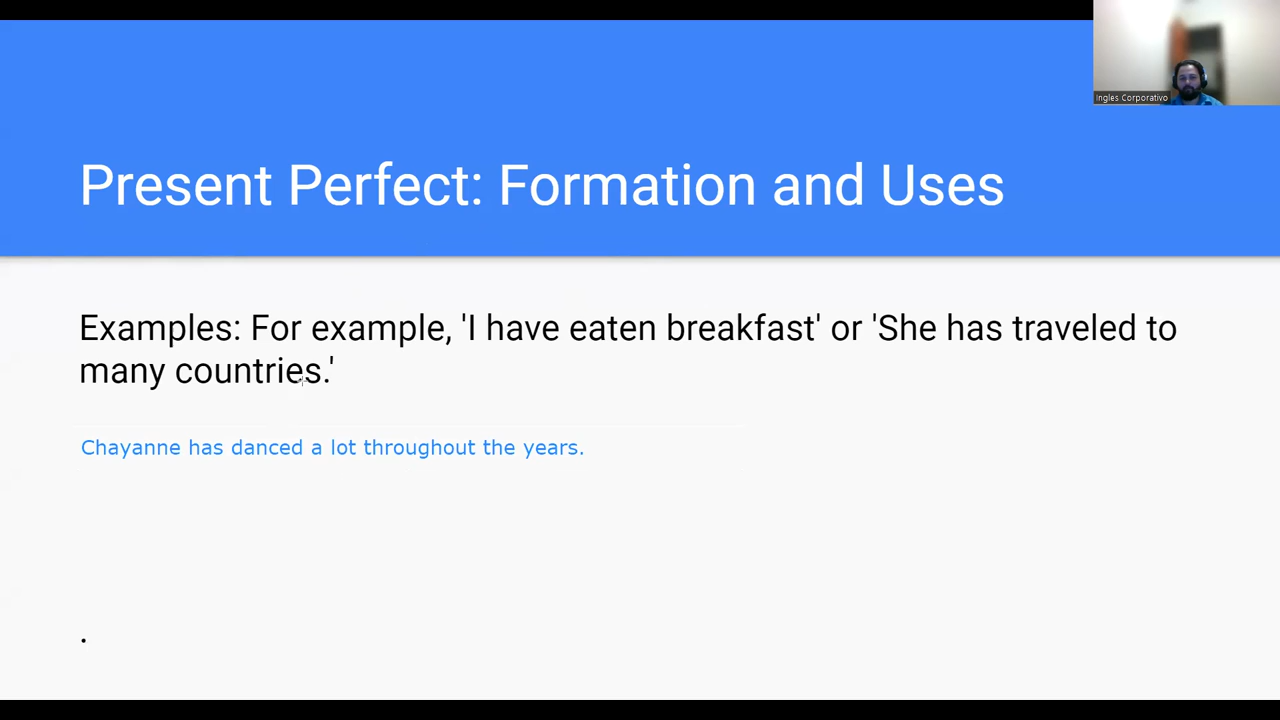 Ingles Corporativo
Present Perfect: Formation and Uses
Examples: For example, 'I have eaten breakfast' or 'She has traveled to
many countries.'
Chayanne has danced a lot throughout the years.
.